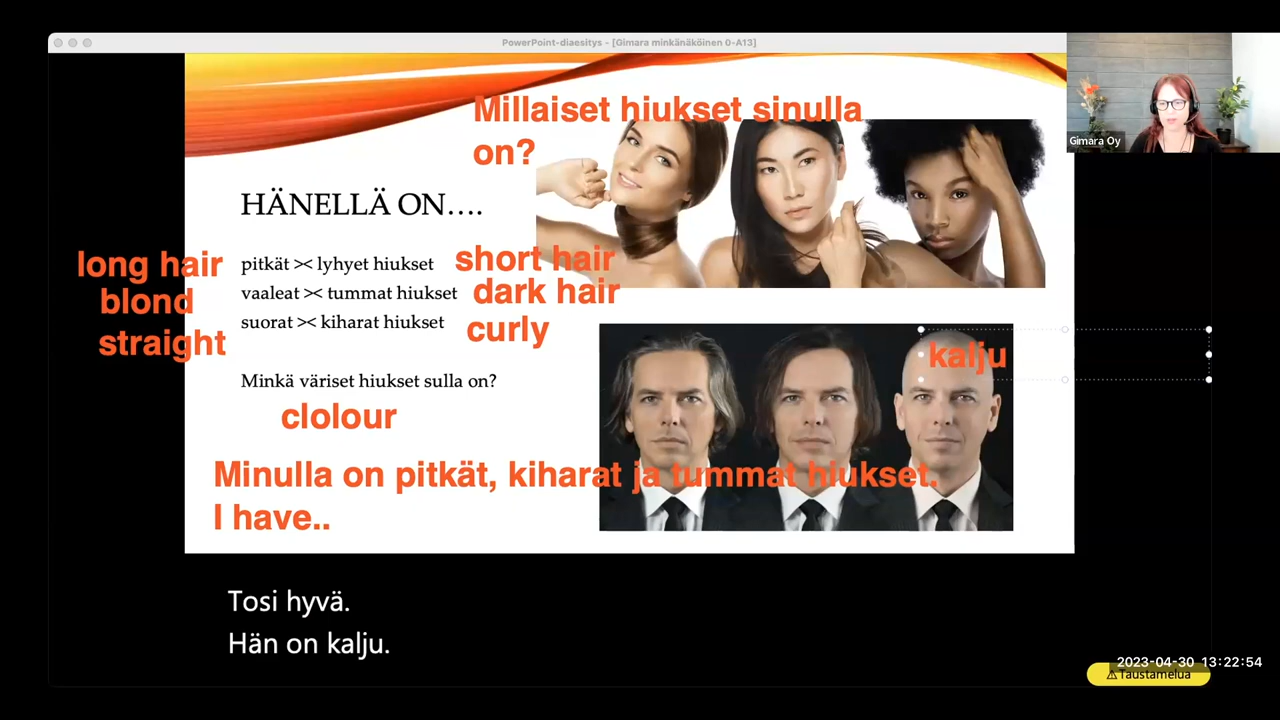 PowerPoint-diaesitys - [Gimara minkänäköinen 0-A13]
Gimara Oy
Millaiset hiukset sinulla
on?
HÄNELLÄ ON....
long hair pitkät >< lyhyet hiukset short hair
blond vaaleat >< tummat hiukset dark hair
straight suorat >< kiharat hiukset curly
kalju
Minkä väriset hiukset sulla on?
clolour
Minulla on pitkät, kiharat ja tummat hiukset.
I have..
Tosi hyvä.
Hän on kalju.
2023-04-30 13:22:54
⚠Taustamelua